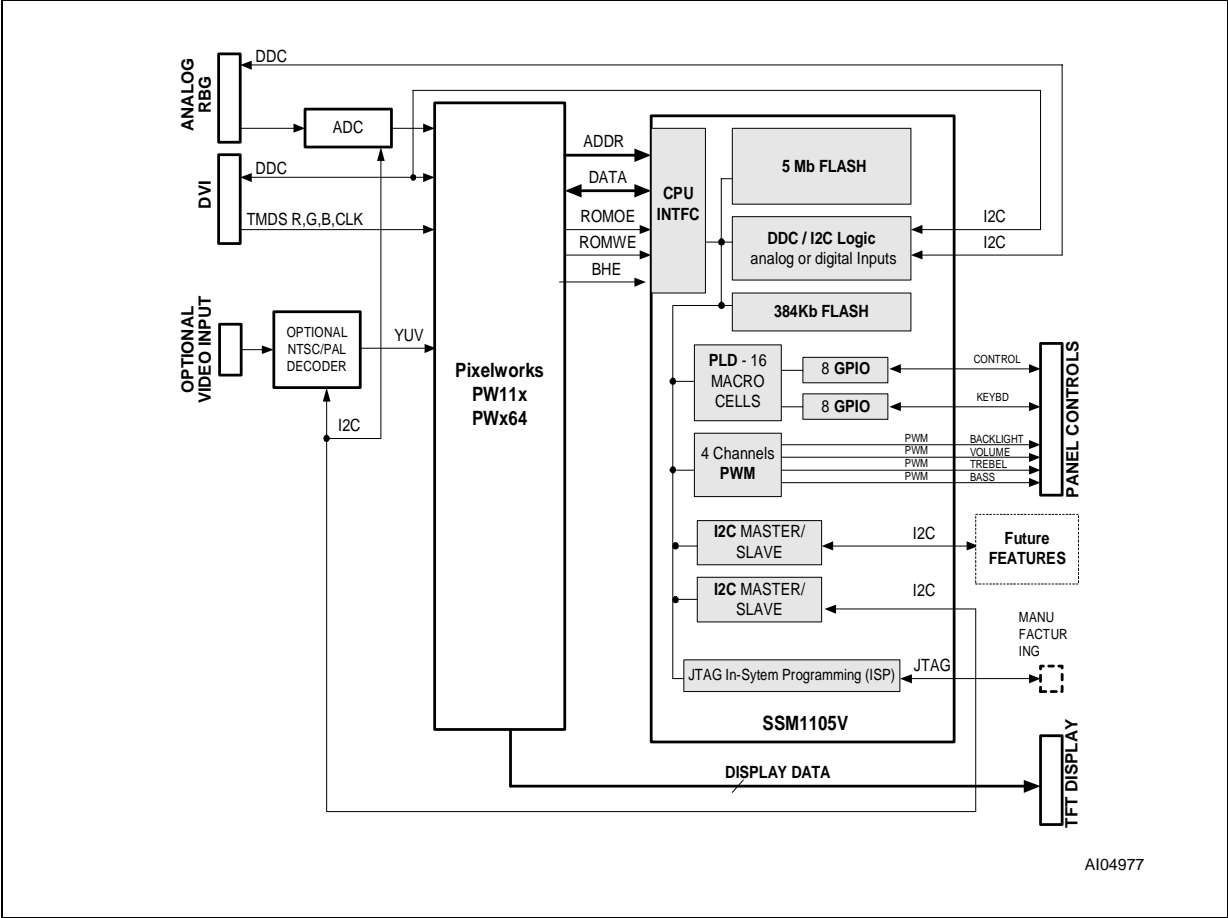 ANALOG
RBG
DDC
ADC
DVI
DDC
TMDS R,G,B,CLK
OPTIONAL
VIDEO INPUT
OPTIONAL
NTSC/PAL
DECODER
YUV
I2C
Pixelworks
PW11x
PWx64
ADDR
DATA
ROMOE
ROMWE
BHE
CPU
INTFC
5 Mb FLASH
DDC / I2C Logic
analog or digital Inputs
I2C
I2C
384Kb FLASH
PLD - 16
MACRO
CELLS
8 GPIO
8 GPIO
CONTROL
KEYBD
4 Channels
PWM
PWM BACKLIGHT
PWM VOLUME
PWM TREBEL
PWM BASS
PANEL CONTROLS
I2C MASTER/
SLAVE
I2C
Future
FEATURES
I2C MASTER/
SLAVE
I2C
MANU
FACTUR
ING
JTAG In-Sytem Programming (ISP)
JTAG
SSM1105V
DISPLAY DATA
TFT DISPLAY
AI04977